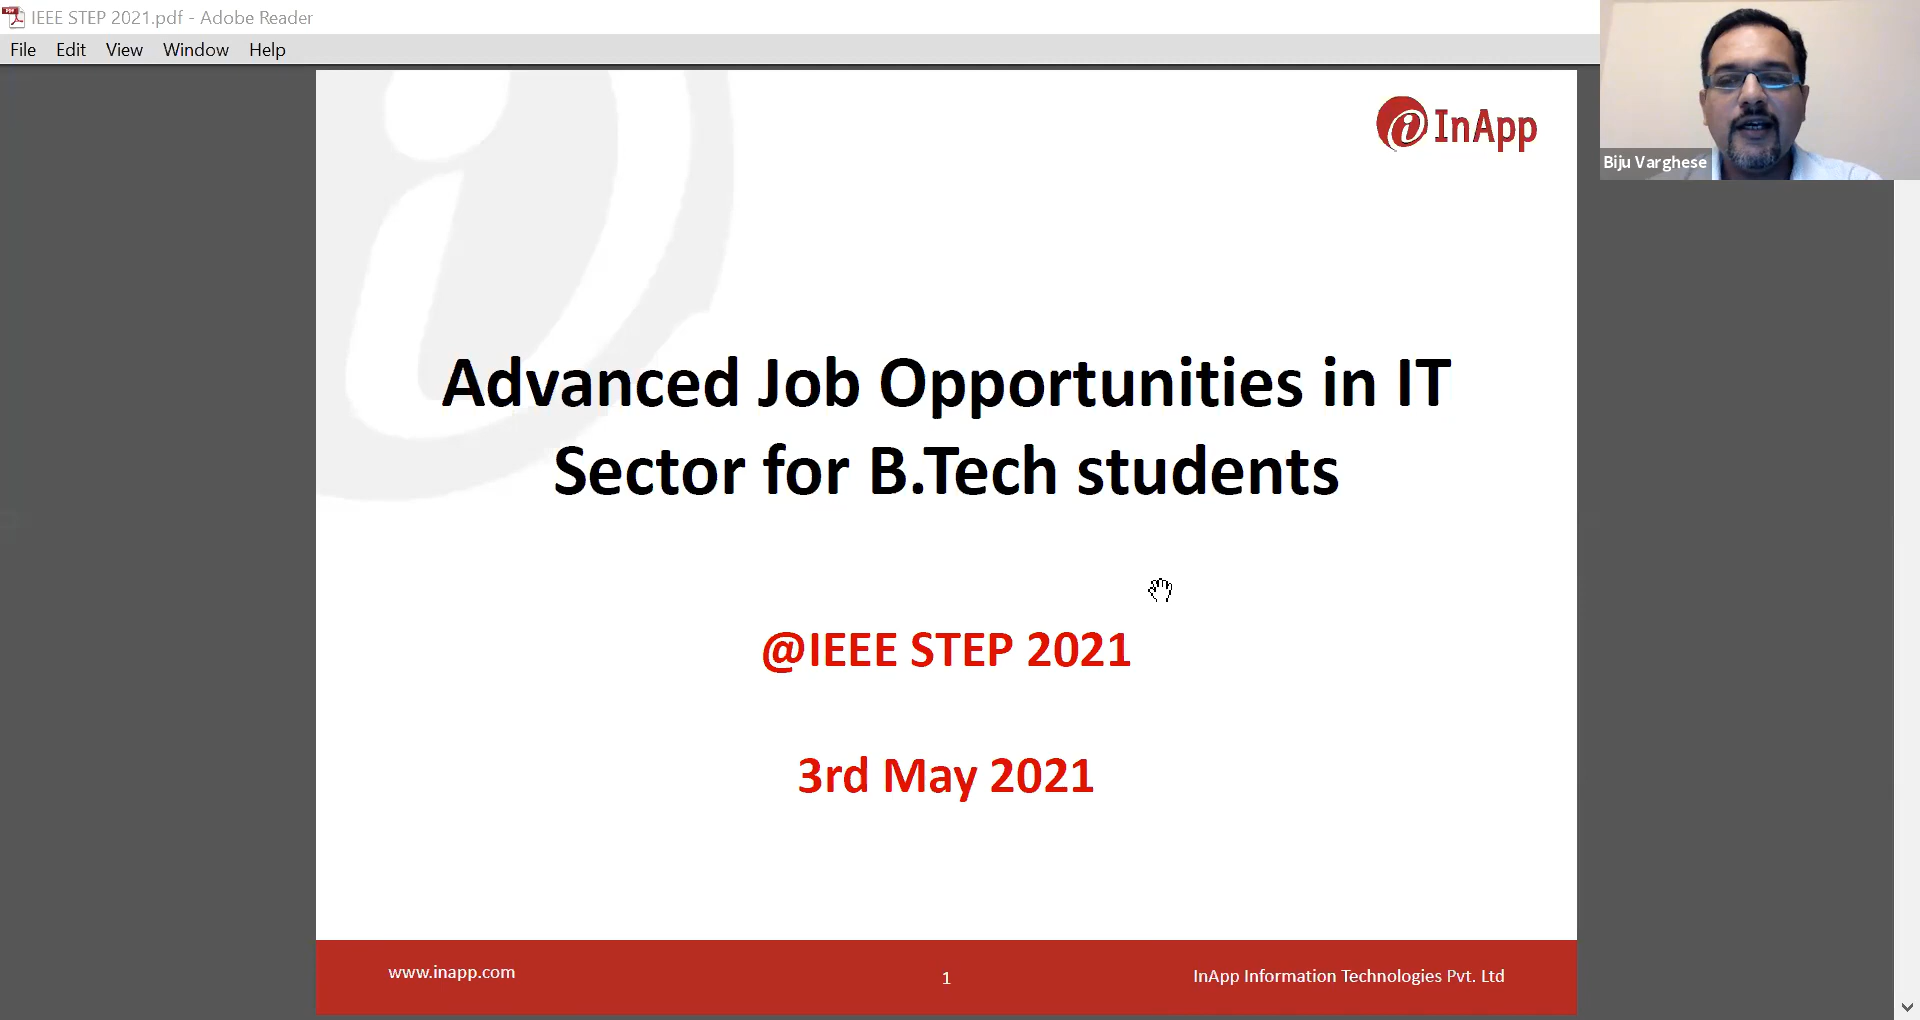 IEEE STEP 2021.pdf - Adobe Reader
File Edit View Window Help
InApp
Biju Varghese
Advanced Job Opportunities in IT
Sector for B.Tech students
@IEEE STEP 2021
3rd May 2021
www.inapp.com
1
InApp Information Technologies Pvt. Ltd